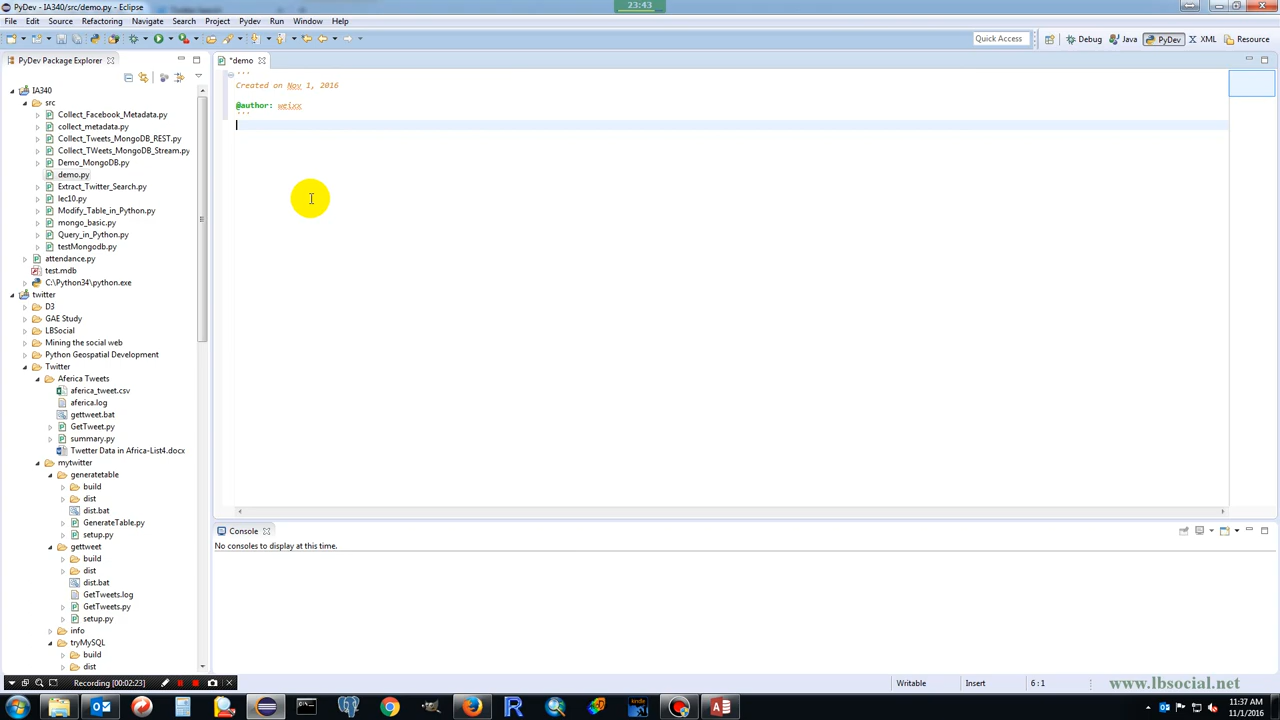 PyDev - IA340/src/demo.py - Eclipse
23:43
File Edit Source Refactoring Navigate Search Project Pydev Run Window Help
Quick Access
Debug
Java
PyDev
XML
Resource
PyDev Package Explorer
*demo
IA340
src
Collect_Facebook_Metadata.py
collect_metadata.py
Collect_Tweets_MongoDB_REST.py
Collect_TWeets_MongoDB_Stream.py
Demo_MongoDB.py
demo.py
Extract_Twitter_Search.py
lec10.py
Modify_Table_in_Python.py
mongo_basic.py
Query_in_Python.py
testMongodb.py
attendance.py
test.mdb
C:\Python34\python.exe
twitter
D3
GAE Study
LBSocial
Mining the social web
Python Geospatial Development
Twitter
Aferica Tweets
aferica_tweet.csv
aferica.log
gettweet.bat
GetTweet.py
summary.py
Twetter Data in Africa-List4.docx
mytwitter
generatetable
build
dist
dist.bat
GenerateTable.py
setup.py
gettweet
build
dist
dist.bat
GetTweets.log
GetTweets.py
setup.py
info
tryMySQL
build
dist
'''
Created on Nov 1, 2016
@author: weixx
'''
Console
No consoles to display at this time.
Recording [00:02:23]
Writable
Insert
6 : 1
www.lbsocial.net
11:37 AM
11/1/2016